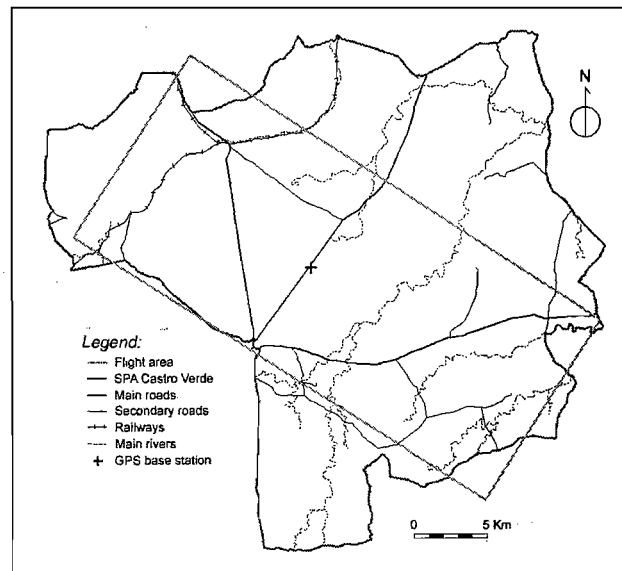 N
Legend:
Flight area
SPA Castro Verde
Main roads
Secondary roads
Railways
Main rivers
GPS base station
0 5 Km